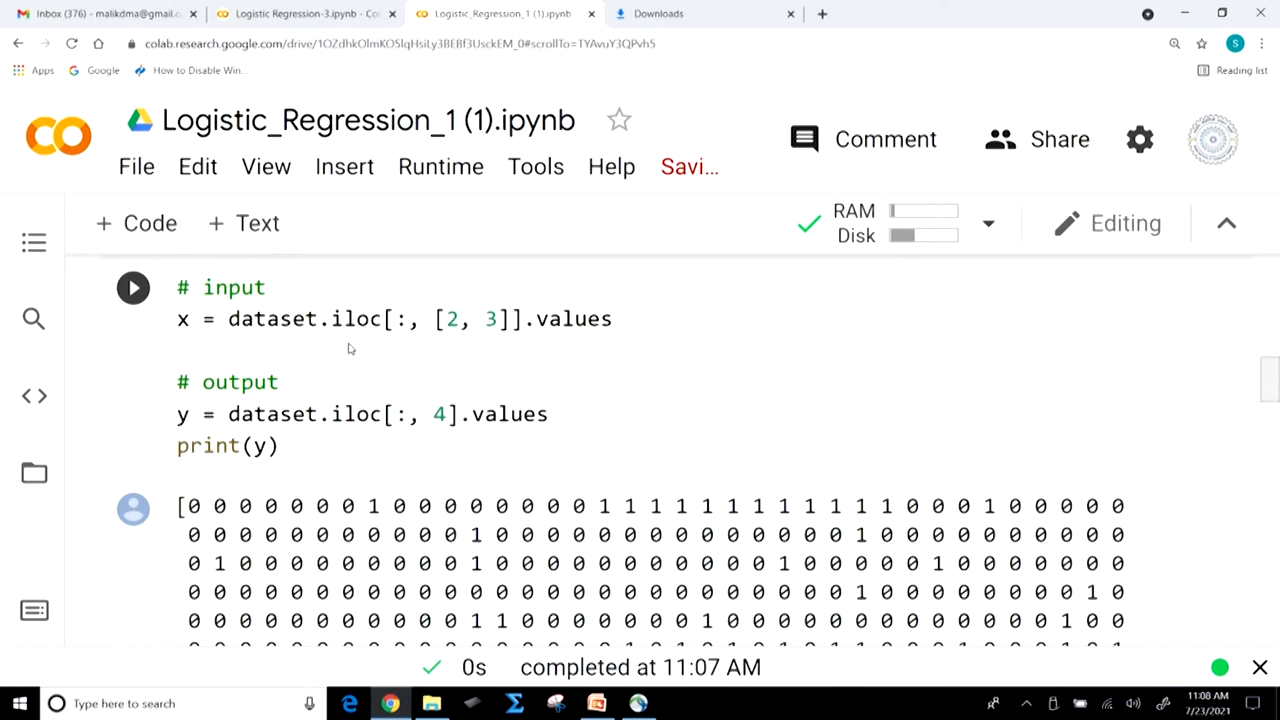 Inbox (376) - malikdma@gmail.c
Logistic Regression-3.ipynb - Col
Logistic_Regression_1 (1).ipynb
Downloads
colab.research.google.com/drive/1OZdhkOlmKO5lqHsiLy3BEBf3UsckEM_0#scrollTo=TYAvuY3QPvh5
S
Apps
Google
How to Disable Win...
Reading list
Logistic_Regression_1 (1).ipynb
Comment
Share
File Edit View Insert Runtime Tools Help Savi...
+ Code + Text
RAM
Disk
Editing
# input
x = dataset.iloc[:, [2, 3]].values
# output
y = dataset.iloc[:, 4].values
print(y)
[0 0 0 0 0 0 0 1 0 0 0 0 0 0 0 0 1 1 1 1 1 1 1 1 1 1 1 1 0 0 0 1 0 0 0 0 0
0 0 0 0 0 0 0 0 0 0 0 1 0 0 0 0 0 0 0 0 0 0 0 0 0 0 1 0 0 0 0 0 0 0 0 0 0
0 1 0 0 0 0 0 0 0 0 0 1 0 0 0 0 0 0 0 0 0 0 0 1 0 0 0 0 0 1 0 0 0 0 0 0 0
0 0 0 0 0 0 0 0 0 0 0 0 0 0 0 0 0 0 0 0 0 0 0 0 0 0 1 0 0 0 0 0 0 0 0 1 0
0 0 0 0 0 0 0 0 0 0 0 1 1 0 0 0 0 0 0 0 1 0 0 0 0 0 0 0 0 0 0 0 0 0 1 0 0
0s completed at 11:07 AM
Type here to search
11:08 AM
7/23/2021